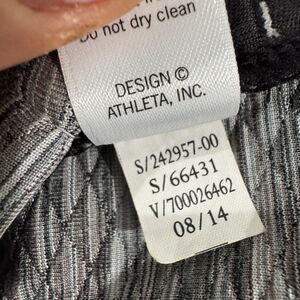 Do not dry clean
DESIGN ©
ATHLETA, INC.
S/242957-00
S/66431
V/700026462
08/14